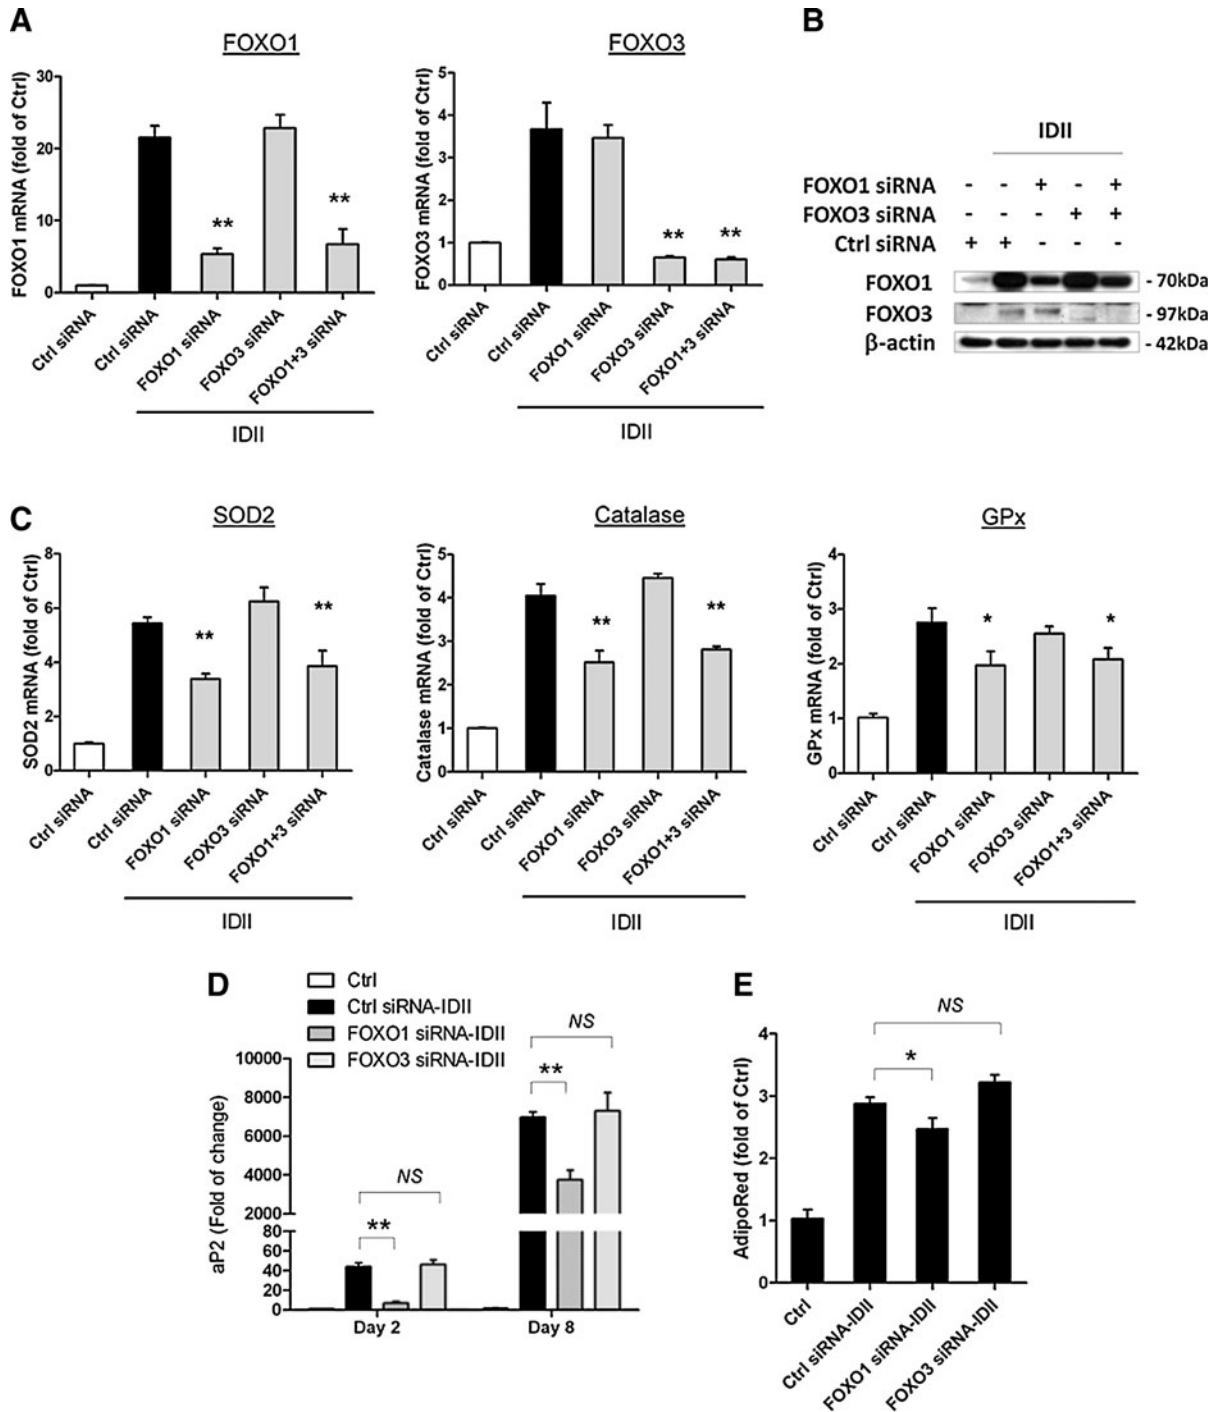 A
FOXO1
FOXO1 mRNA (fold of Ctrl)
30
20
10
0
**
**
Ctrl siRNA
Ctrl siRNA
FOXO1 siRNA
FOXO3 siRNA
FOXO1+3 siRNA
IDII
FOXO3
FOXO3 mRNA (fold of Ctrl)
5
4
3
2
1
0
**
**
Ctrl siRNA
Ctrl siRNA
FOXO1 siRNA
FOXO3 siRNA
FOXO1+3 siRNA
IDII
B
IDII
FOXO1 siRNA - - + - +
FOXO3 siRNA - - - + +
Ctrl siRNA + + - - -
FOXO1 - 70kDa
FOXO3 - 97kDa
β-actin - 42kDa
C
SOD2
SOD2 mRNA (fold of Ctrl)
8
6
4
2
0
**
**
Ctrl siRNA
Ctrl siRNA
FOXO1 siRNA
FOXO3 siRNA
FOXO1+3 siRNA
IDII
Catalase
Catalase mRNA (fold of Ctrl)
5
4
3
2
1
0
**
**
Ctrl siRNA
Ctrl siRNA
FOXO1 siRNA
FOXO3 siRNA
FOXO1+3 siRNA
IDII
GPx
GPx mRNA (fold of Ctrl)
4
3
2
1
0
*
*
Ctrl siRNA
Ctrl siRNA
FOXO1 siRNA
FOXO3 siRNA
FOXO1+3 siRNA
IDII
D
Ctrl
Ctrl siRNA-IDII
FOXO1 siRNA-IDII
FOXO3 siRNA-IDII
aP2 (Fold of change)
10000
8000
6000
4000
2000
80
60
40
20
0
NS
**
NS
**
Day 2
Day 8
E
AdipoRed (fold of Ctrl)
4
3
2
1
0
NS
*
Ctrl
Ctrl siRNA-IDII
FOXO1 siRNA-IDII
FOXO3 siRNA-IDII